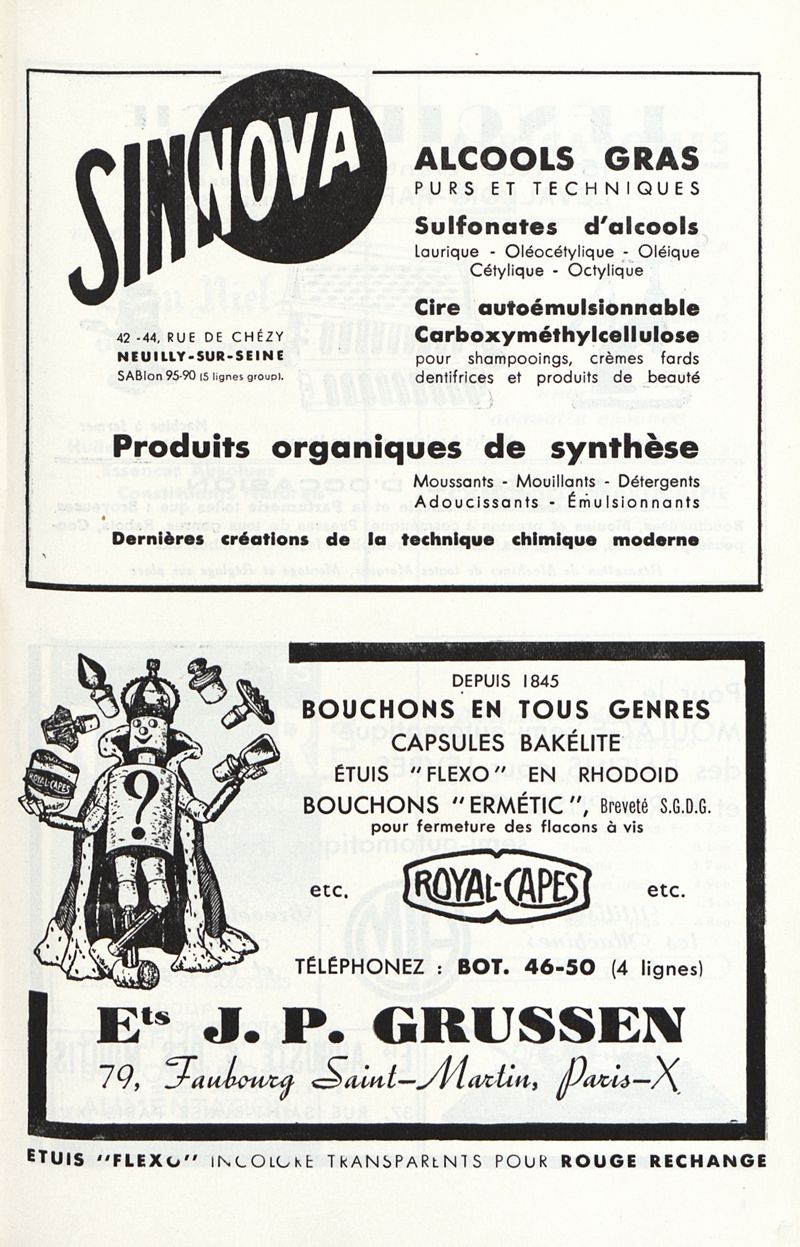 SINNOVA
ALCOOLS GRAS
PURS ET TECHNIQUES
Sulfonates d'alcools
Laurique - Oléocétylique - Oléique
Cétylique - Octylique
Cire autoémulsionnable
Carboxyméthylcellulose
pour shampooings, crèmes fards
dentifrices et produits de beauté
42 - 44, RUE DE CHÉZY
NEUILLY-SUR-SEINE
SABlon 95-90 (5 lignes group).
Produits organiques de synthèse
Moussants - Mouillants - Détergents
Adoucissants - Émulsionnants
Dernières créations de la technique chimique moderne
DEPUIS 1845
BOUCHONS EN TOUS GENRES
CAPSULES BAKÉLITE
ÉTUIS "FLEXO" EN RHODOID
BOUCHONS "ERMÉTIC", Breveté S.G.D.G.
pour fermeture des flacons à vis
ROYAL-CAPES
?
etc. ROYAL-CAPES etc.
TÉLÉPHONEZ : BOT. 46-50 (4 lignes)
Ets J. P. GRUSSEN
79, Faubourg Saint-Martin, Paris-X
ETUIS "FLEXO" INCOLORE TRANSPARENTS POUR ROUGE RECHANGE